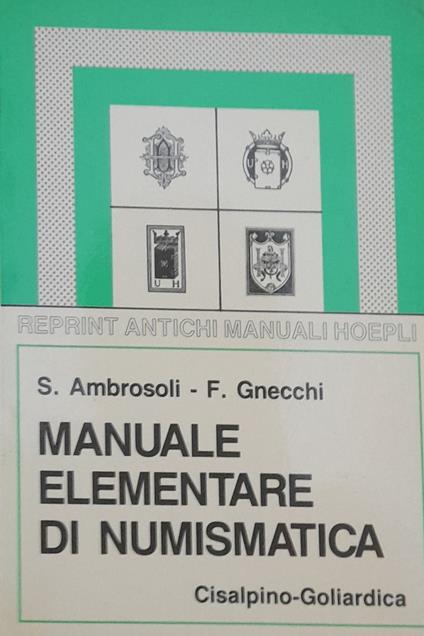 U H
U H
REPRINT ANTICHI MANUALI HOEPLI
S. Ambrosoli - F. Gnecchi
MANUALE
ELEMENTARE
DI NUMISMATICA
Cisalpino-Goliardica